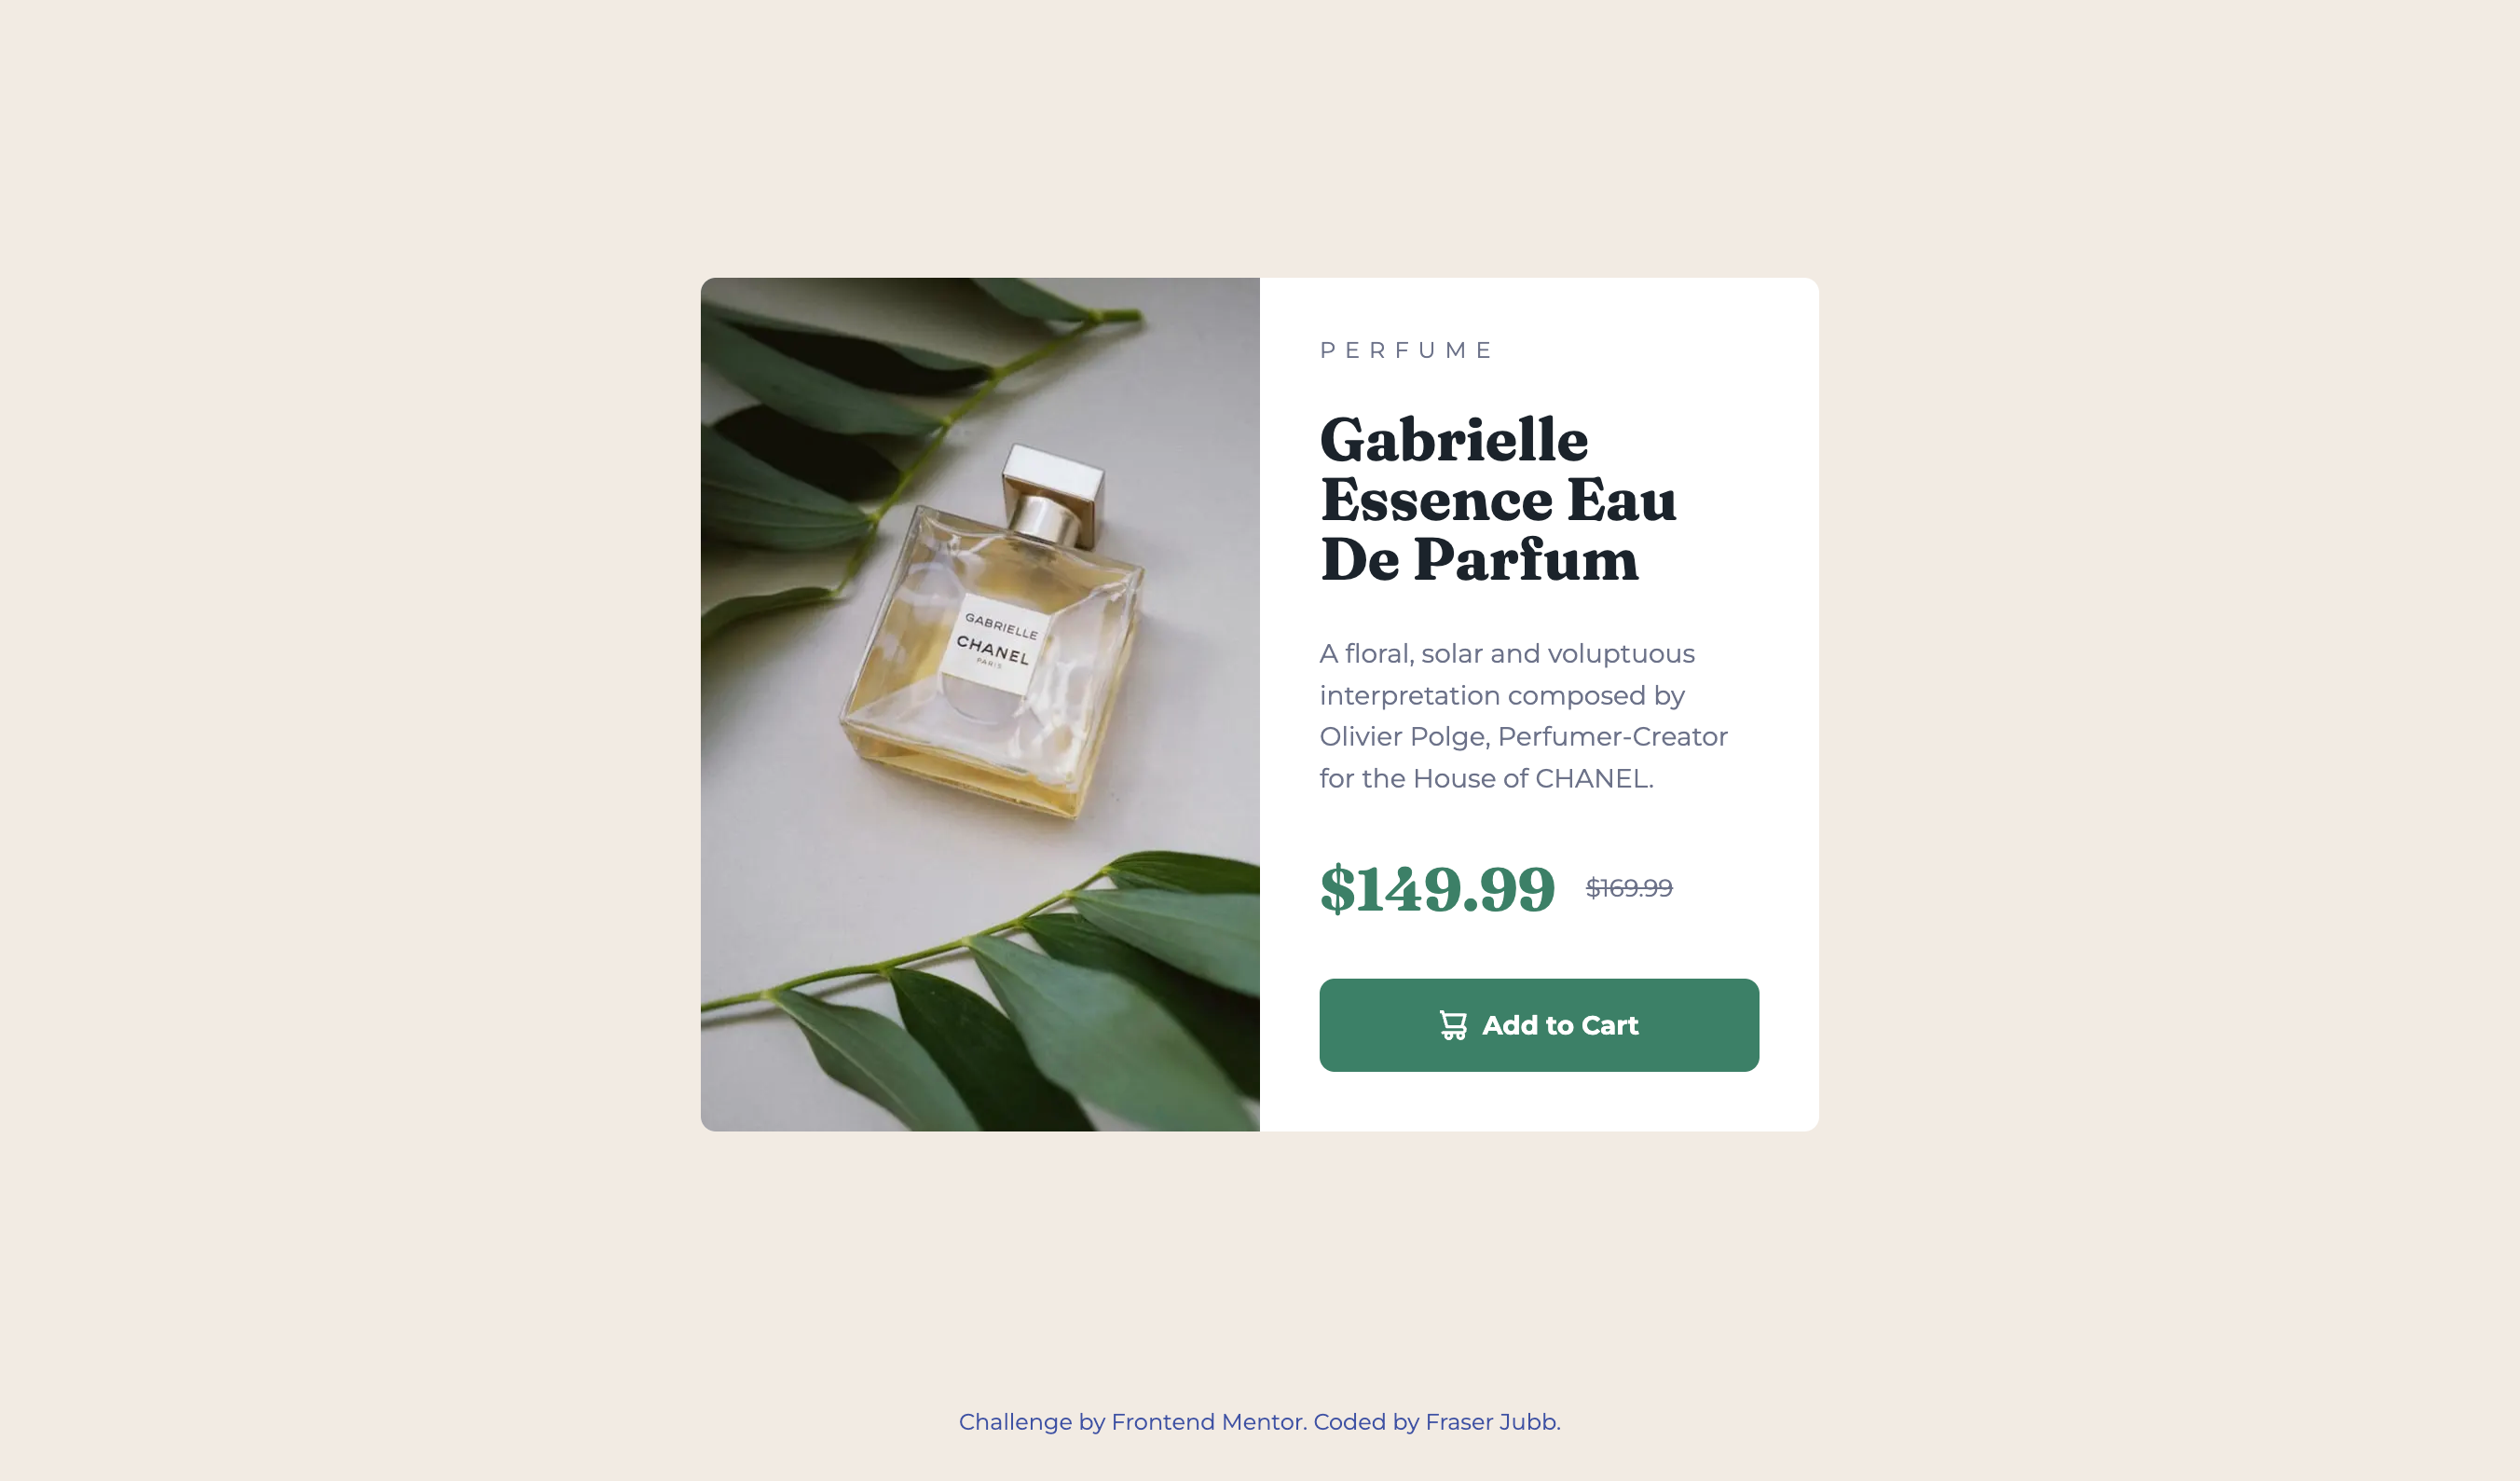 GABRIELLE
CHANEL
PARIS
PERFUME
Gabrielle
Essence Eau
De Parfum
A floral, solar and voluptuous
interpretation composed by
Olivier Polge, Perfumer-Creator
for the House of CHANEL.
$149.99 $169.99
Add to Cart
Challenge by Frontend Mentor. Coded by Fraser Jubb.